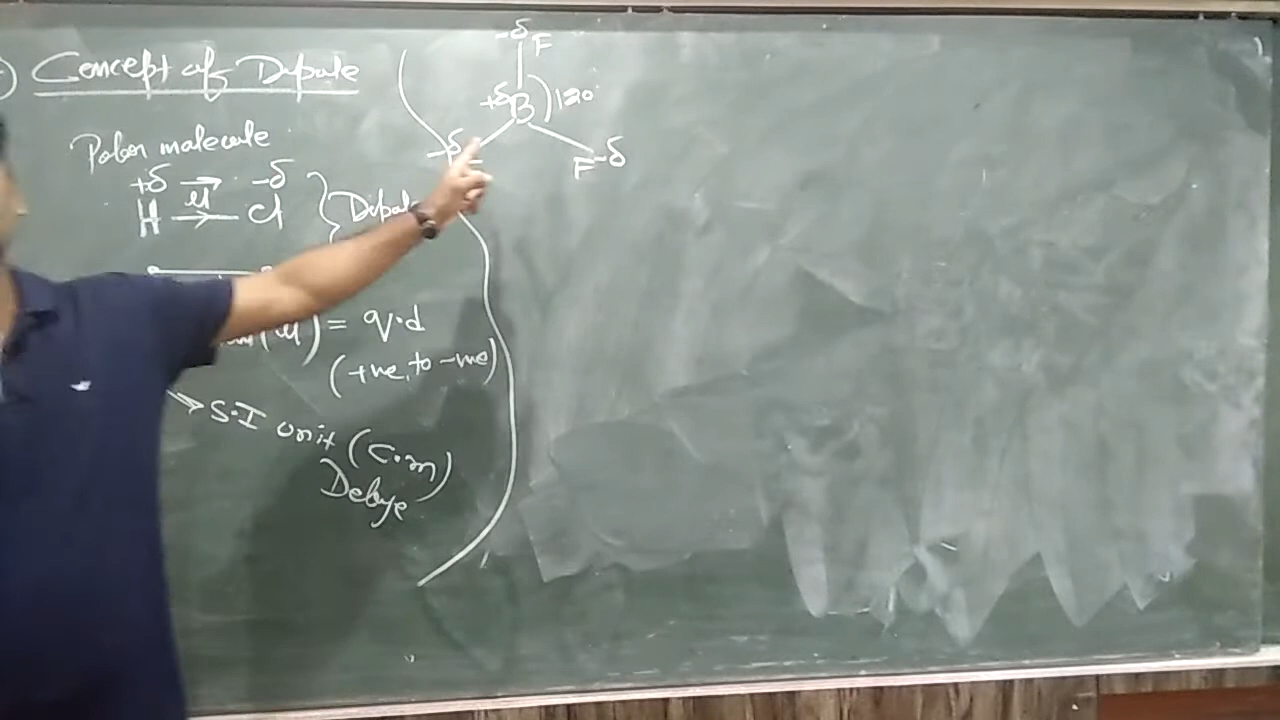 Concept of Dipole
Polar molecule
+δ μ -δ
H Cl
Dipole
(μ) = q.d
(+ve, to -ve)
S.I unit (C.m)
Debye
-δ
F
+δ B 120°
-δ
F -δ